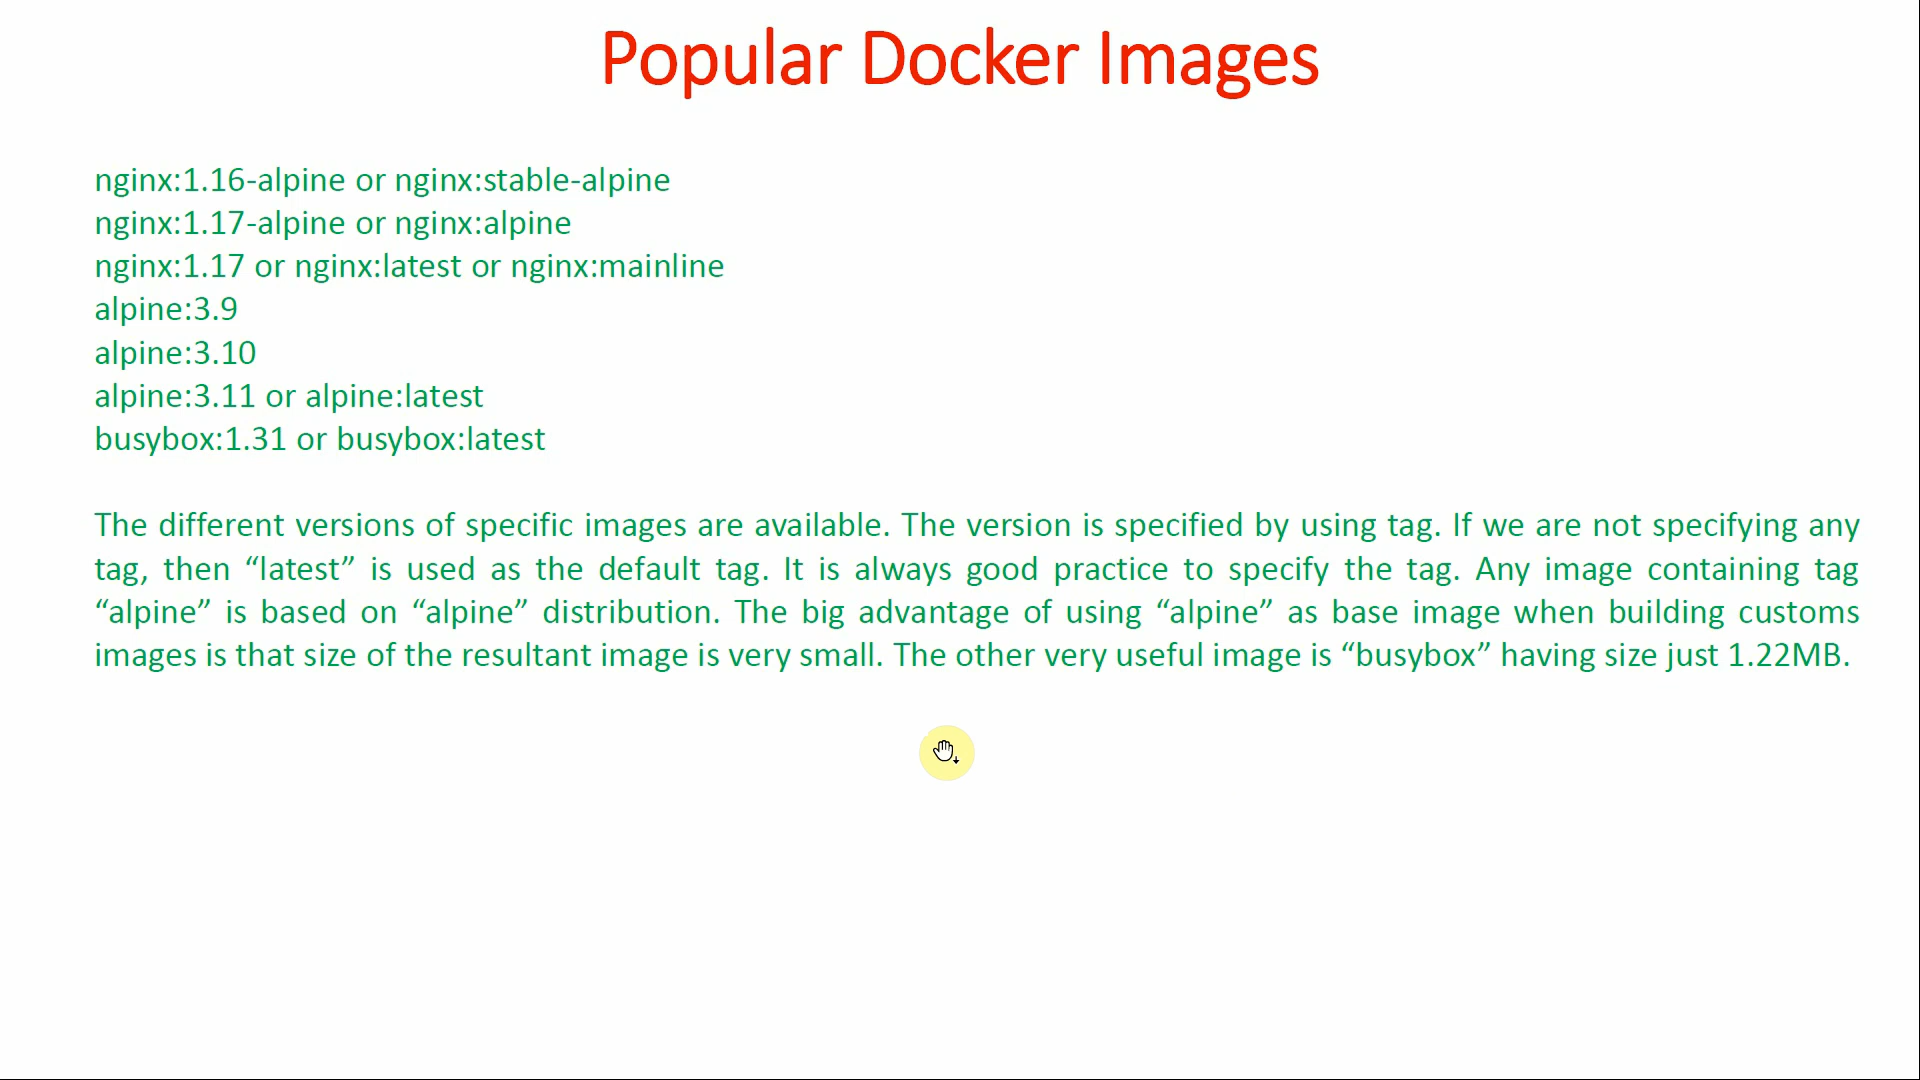 Popular Docker Images
nginx:1.16-alpine or nginx:stable-alpine
nginx:1.17-alpine or nginx:alpine
nginx:1.17 or nginx:latest or nginx:mainline
alpine:3.9
alpine:3.10
alpine:3.11 or alpine:latest
busybox:1.31 or busybox:latest
The different versions of specific images are available. The version is specified by using tag. If we are not specifying any
tag, then “latest” is used as the default tag. It is always good practice to specify the tag. Any image containing tag
“alpine” is based on “alpine” distribution. The big advantage of using “alpine” as base image when building customs
images is that size of the resultant image is very small. The other very useful image is “busybox” having size just 1.22MB.